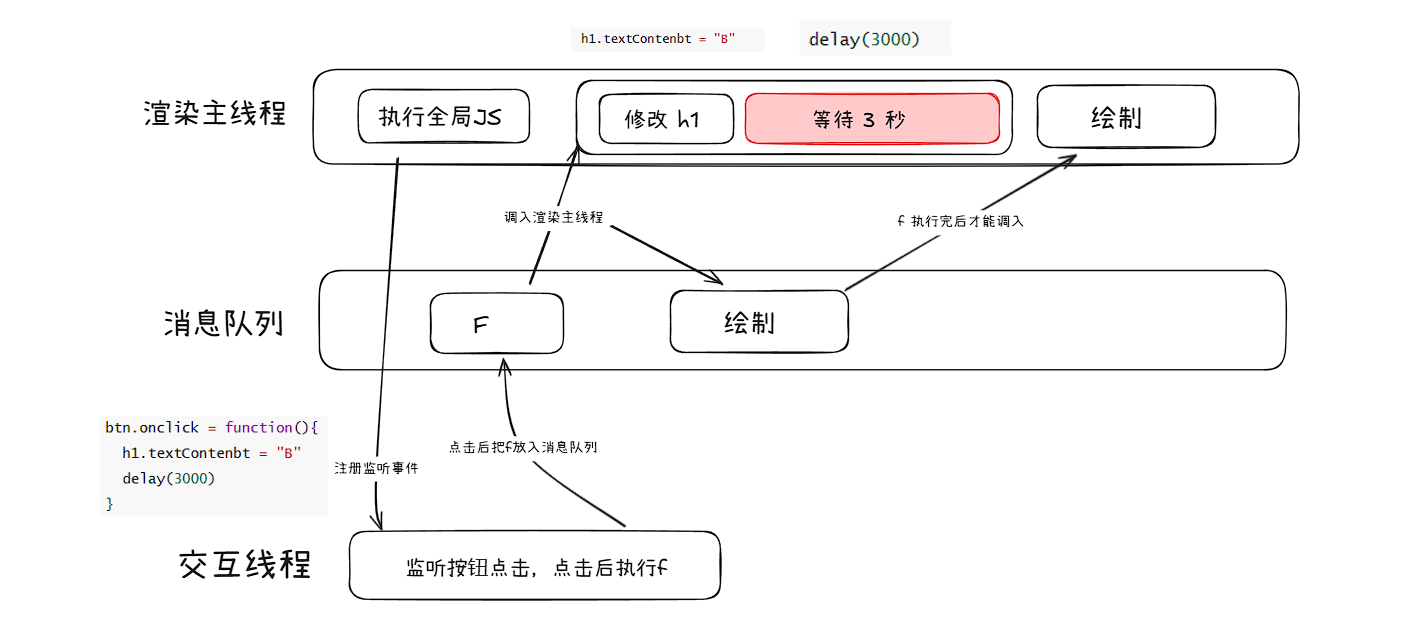 h1.textContenbt = "B"
delay(3000)
渲染主线程
执行全局JS
修改 h1
等待 3 秒
绘制
调入渲染主线程
f 执行完后才能调入
消息队列
F
绘制
btn.onclick = function(){
h1.textContenbt = "B"
delay(3000)
}
点击后把f放入消息队列
注册监听事件
交互线程
监听按钮点击，点击后执行f